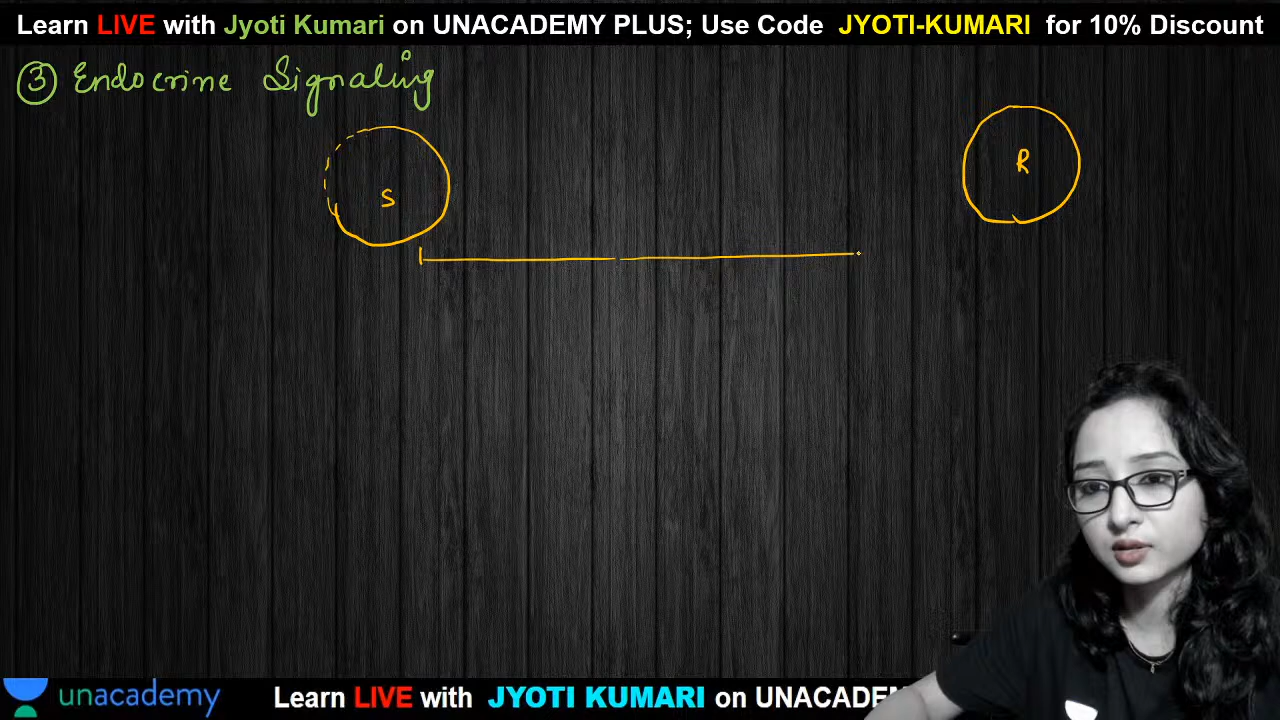 Learn LIVE with Jyoti Kumari on UNACADEMY PLUS; Use Code JYOTI-KUMARI for 10% Discount
3 Endocrine Signaling
S
R
unacademy
Learn LIVE with JYOTI KUMARI on UNACADEM